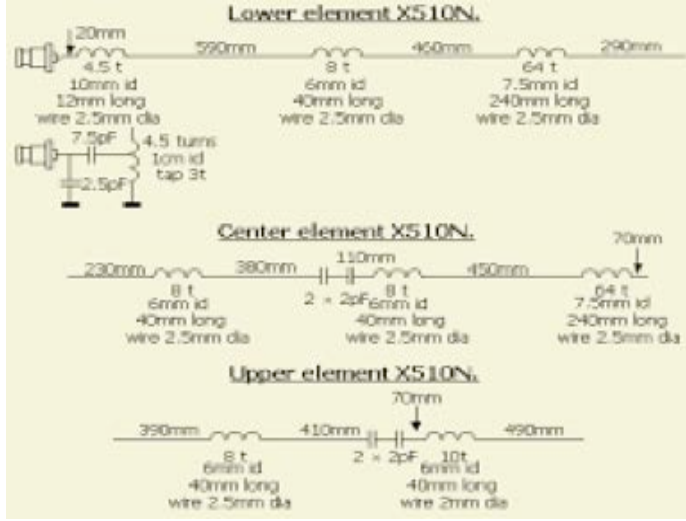 Lower element X510N.
20mm
590mm 460mm 290mm
4.5 t 8 t 64 t
10mm id 6mm id 7.5mm id
12mm long 40mm long 240mm long
wire 2.5mm dia wire 2.5mm dia wire 2.5mm dia
7.5pF 4.5 turns
1cm id
tap 3t
2.5pF
Center element X510N.
70mm
110mm
230mm 380mm 450mm
8 t 2 × 2pF 8 t 64 t
6mm id 6mm id 7.5mm id
40mm long 40mm long 240mm long
wire 2.5mm dia wire 2.5mm dia wire 2.5mm dia
Upper element X510N.
70mm
390mm 410mm 490mm
8 t 2 × 2pF 10t
6mm id 6mm id
40mm long 40mm long
wire 2.5mm dia wire 2mm dia